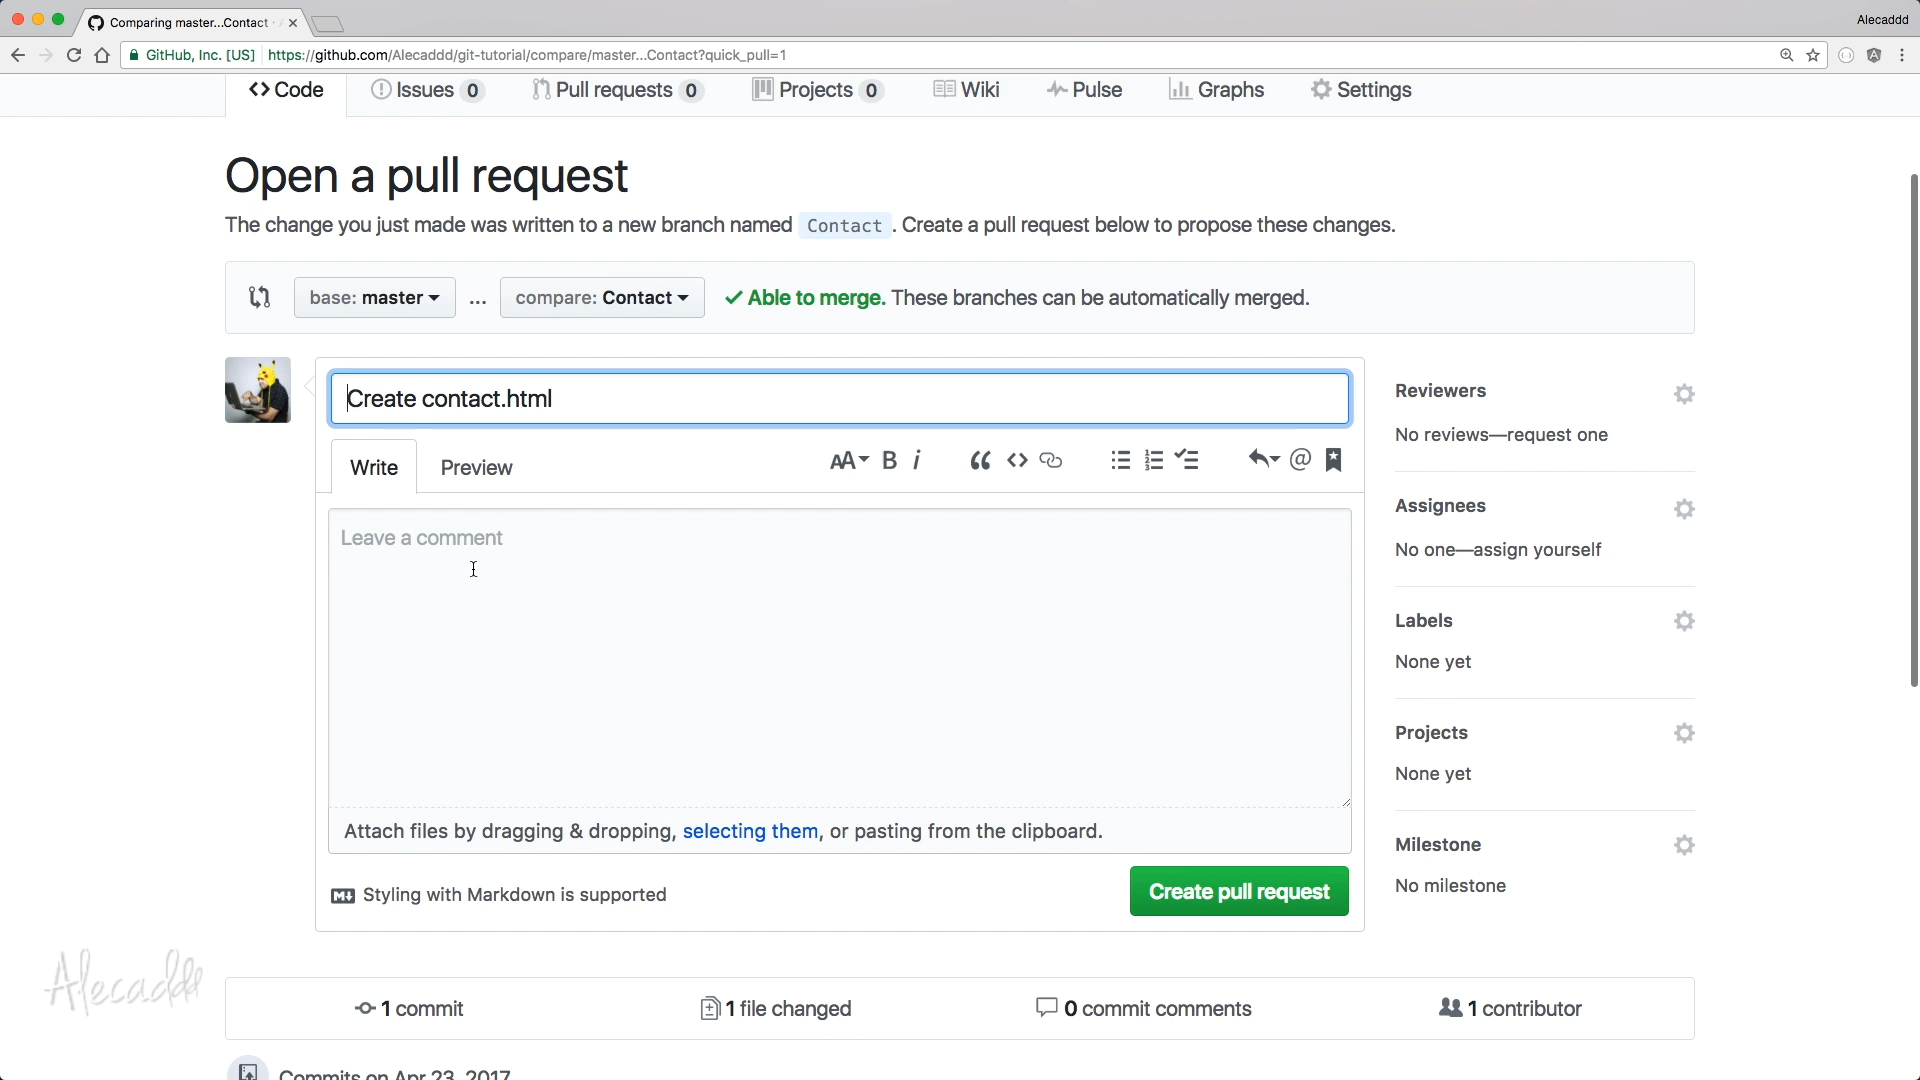 Comparing master...Contact ·
Alecaddd
GitHub, Inc. [US] https://github.com/Alecaddd/git-tutorial/compare/master...Contact?quick_pull=1
Code Issues 0 Pull requests 0 Projects 0 Wiki Pulse Graphs Settings
Open a pull request
The change you just made was written to a new branch named Contact. Create a pull request below to propose these changes.
base: master ... compare: Contact ✓ Able to merge. These branches can be automatically merged.
Create contact.html
Write Preview AA B i
Leave a comment
Attach files by dragging & dropping, selecting them, or pasting from the clipboard.
Styling with Markdown is supported
Create pull request
Reviewers
No reviews—request one
Assignees
No one—assign yourself
Labels
None yet
Projects
None yet
Milestone
No milestone
Alecaddd
1 commit 1 file changed 0 commit comments 1 contributor
Commits on Apr 23, 2017